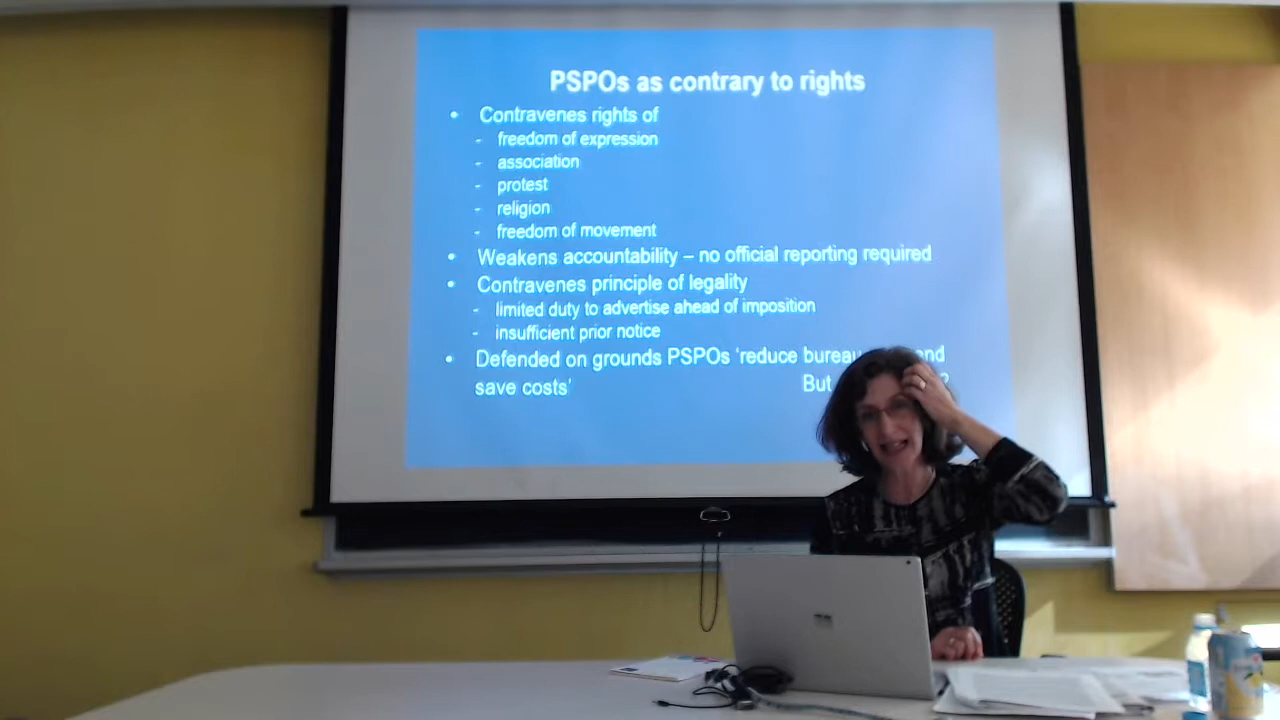 PSPOs as contrary to rights
• Contravenes rights of
- freedom of expression
- association
- protest
- religion
- freedom of movement
• Weakens accountability – no official reporting required
• Contravenes principle of legality
- limited duty to advertise ahead of imposition
- insufficient prior notice
• Defended on grounds PSPOs 'reduce
save costs' But